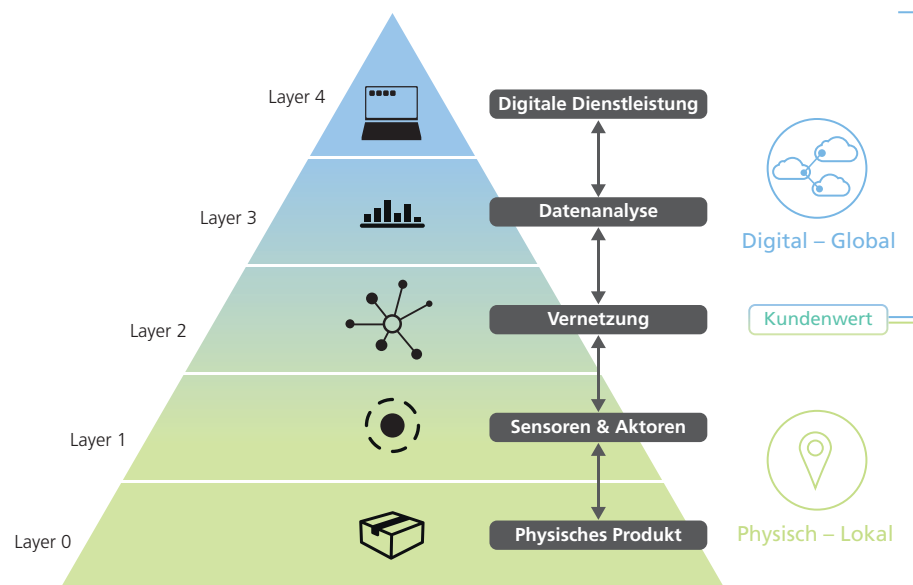 Layer 4
Digitale Dienstleistung
Layer 3
Datenanalyse
Digital – Global
Layer 2
Vernetzung
Kundenwert
Layer 1
Sensoren & Aktoren
Layer 0
Physisches Produkt
Physisch – Lokal